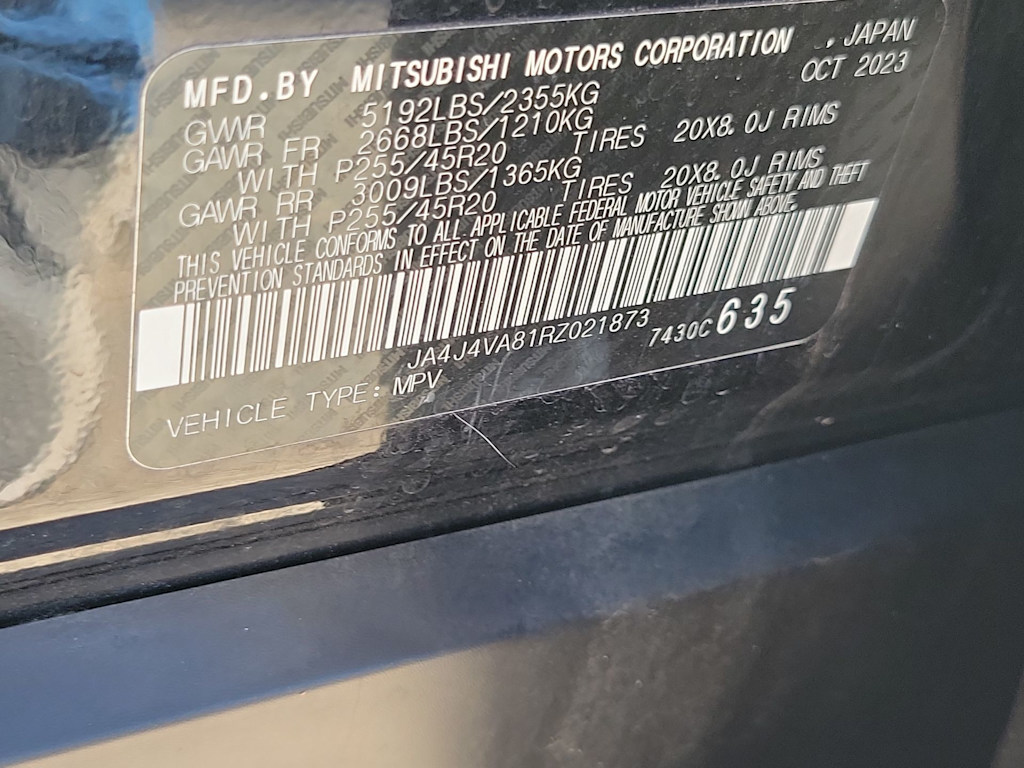 MFD.BY MITSUBISHI MOTORS CORPORATION , JAPAN
OCT 2023
GVWR 5192LBS/2355KG
GAWR FR 2668LBS/1210KG
WITH P255/45R20 TIRES 20X8.0J RIMS
GAWR RR 3009LBS/1365KG
WITH P255/45R20 TIRES 20X8.0J RIMS
THIS VEHICLE CONFORMS TO ALL APPLICABLE FEDERAL MOTOR VEHICLE SAFETY AND THEFT
PREVENTION STANDARDS IN EFFECT ON THE DATE OF MANUFACTURE SHOWN ABOVE.
JA4J4VA81RZ021873 7430C635
VEHICLE TYPE: MPV